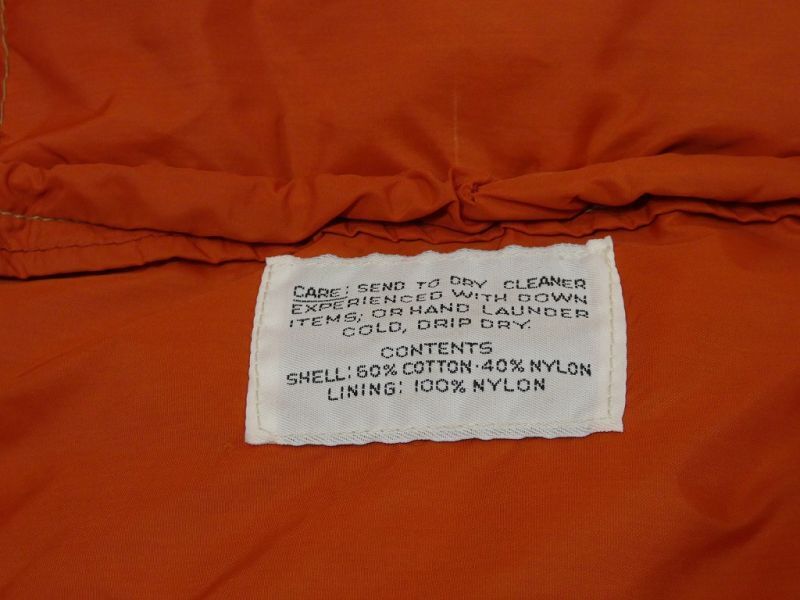 CARE: SEND TO DRY CLEANER
EXPERIENCED WITH DOWN
ITEMS; OR HAND LAUNDER
COLD, DRIP DRY.
CONTENTS
SHELL: 60% COTTON · 40% NYLON
LINING: 100% NYLON